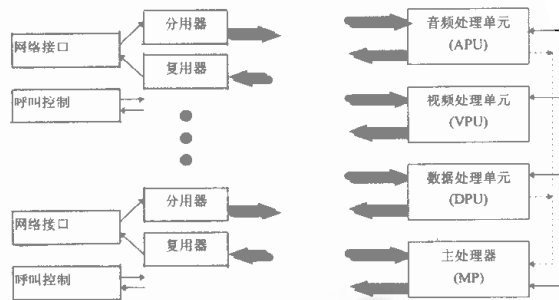 分用器
网络接口
复用器
呼叫控制
音频处理单元
(APU)
视频处理单元
(VPU)
分用器
网络接口
复用器
呼叫控制
数据处理单元
(DPU)
主处理器
(MP)